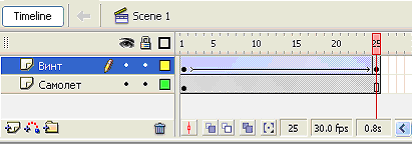 Timeline Scene 1
1 5 10 15 20 25
Винт
Самолет
25 30.0 fps 0.8s